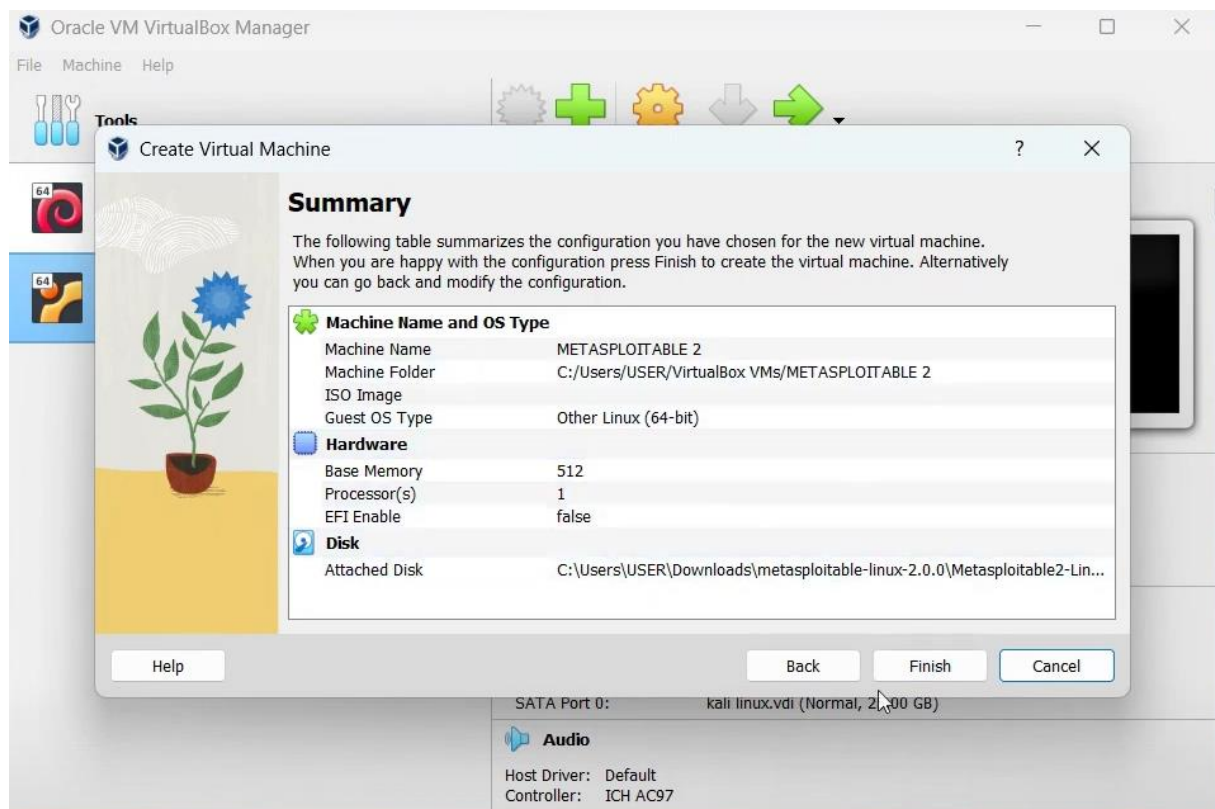 Oracle VM VirtualBox Manager
File Machine Help
Tools
Create Virtual Machine
?
Summary
The following table summarizes the configuration you have chosen for the new virtual machine.
When you are happy with the configuration press Finish to create the virtual machine. Alternatively
you can go back and modify the configuration.
Machine Name and OS Type
Machine Name METASPLOITABLE 2
Machine Folder C:/Users/USER/VirtualBox VMs/METASPLOITABLE 2
ISO Image
Guest OS Type Other Linux (64-bit)
Hardware
Base Memory 512
Processor(s) 1
EFI Enable false
Disk
Attached Disk C:\Users\USER\Downloads\metasploitable-linux-2.0.0\Metasploitable2-Lin...
64
64
Help Back Finish Cancel
SATA Port 0: kali linux.vdi (Normal, GB)
Audio
Host Driver: Default
Controller: ICH AC97